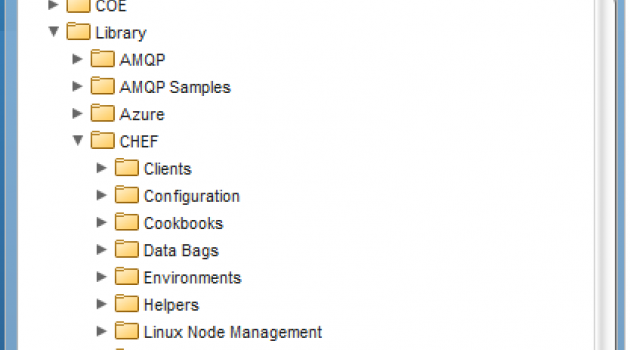 COE
Library
AMQP
AMQP Samples
Azure
CHEF
Clients
Configuration
Cookbooks
Data Bags
Environments
Helpers
Linux Node Management